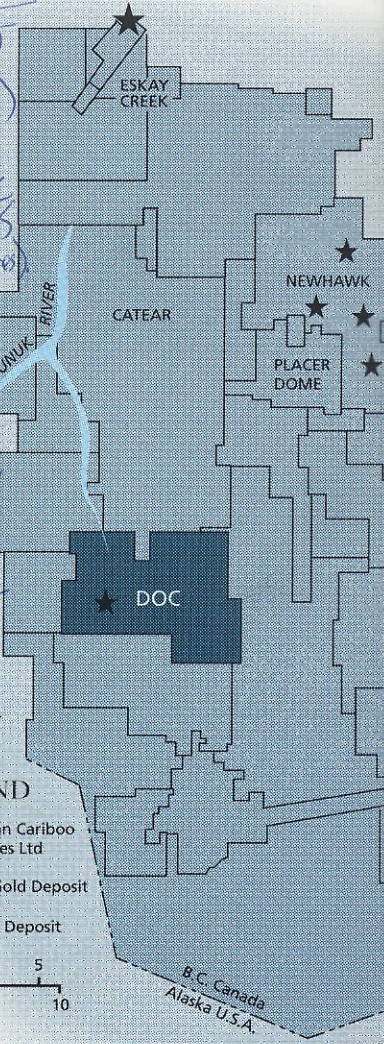 ESKAY
CREEK
NEWHAWK
RIVER
UNUK
CATEAR
PLACER
DOME
DOC
ND
n Cariboo
es Ltd
Gold Deposit
Deposit
5
10
B.C. Canada
Alaska U.S.A.